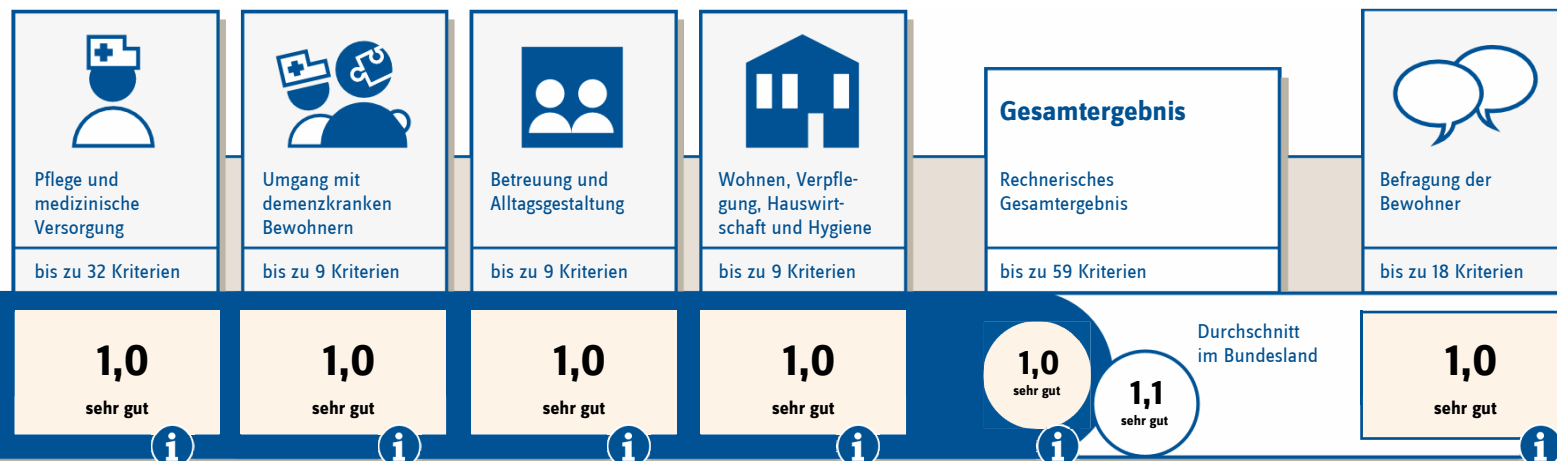 Pflege und
medizinische
Versorgung
bis zu 32 Kriterien
1,0
sehr gut
i
Umgang mit
demenzkranken
Bewohnern
bis zu 9 Kriterien
1,0
sehr gut
i
Betreuung und
Alltagsgestaltung
bis zu 9 Kriterien
1,0
sehr gut
i
Wohnen, Verpfle-
gung, Hauswirt-
schaft und Hygiene
bis zu 9 Kriterien
1,0
sehr gut
i
Gesamtergebnis
Rechnerisches
Gesamtergebnis
bis zu 59 Kriterien
1,0
sehr gut
i
1,1
sehr gut
Durchschnitt
im Bundesland
Befragung der
Bewohner
bis zu 18 Kriterien
1,0
sehr gut
i